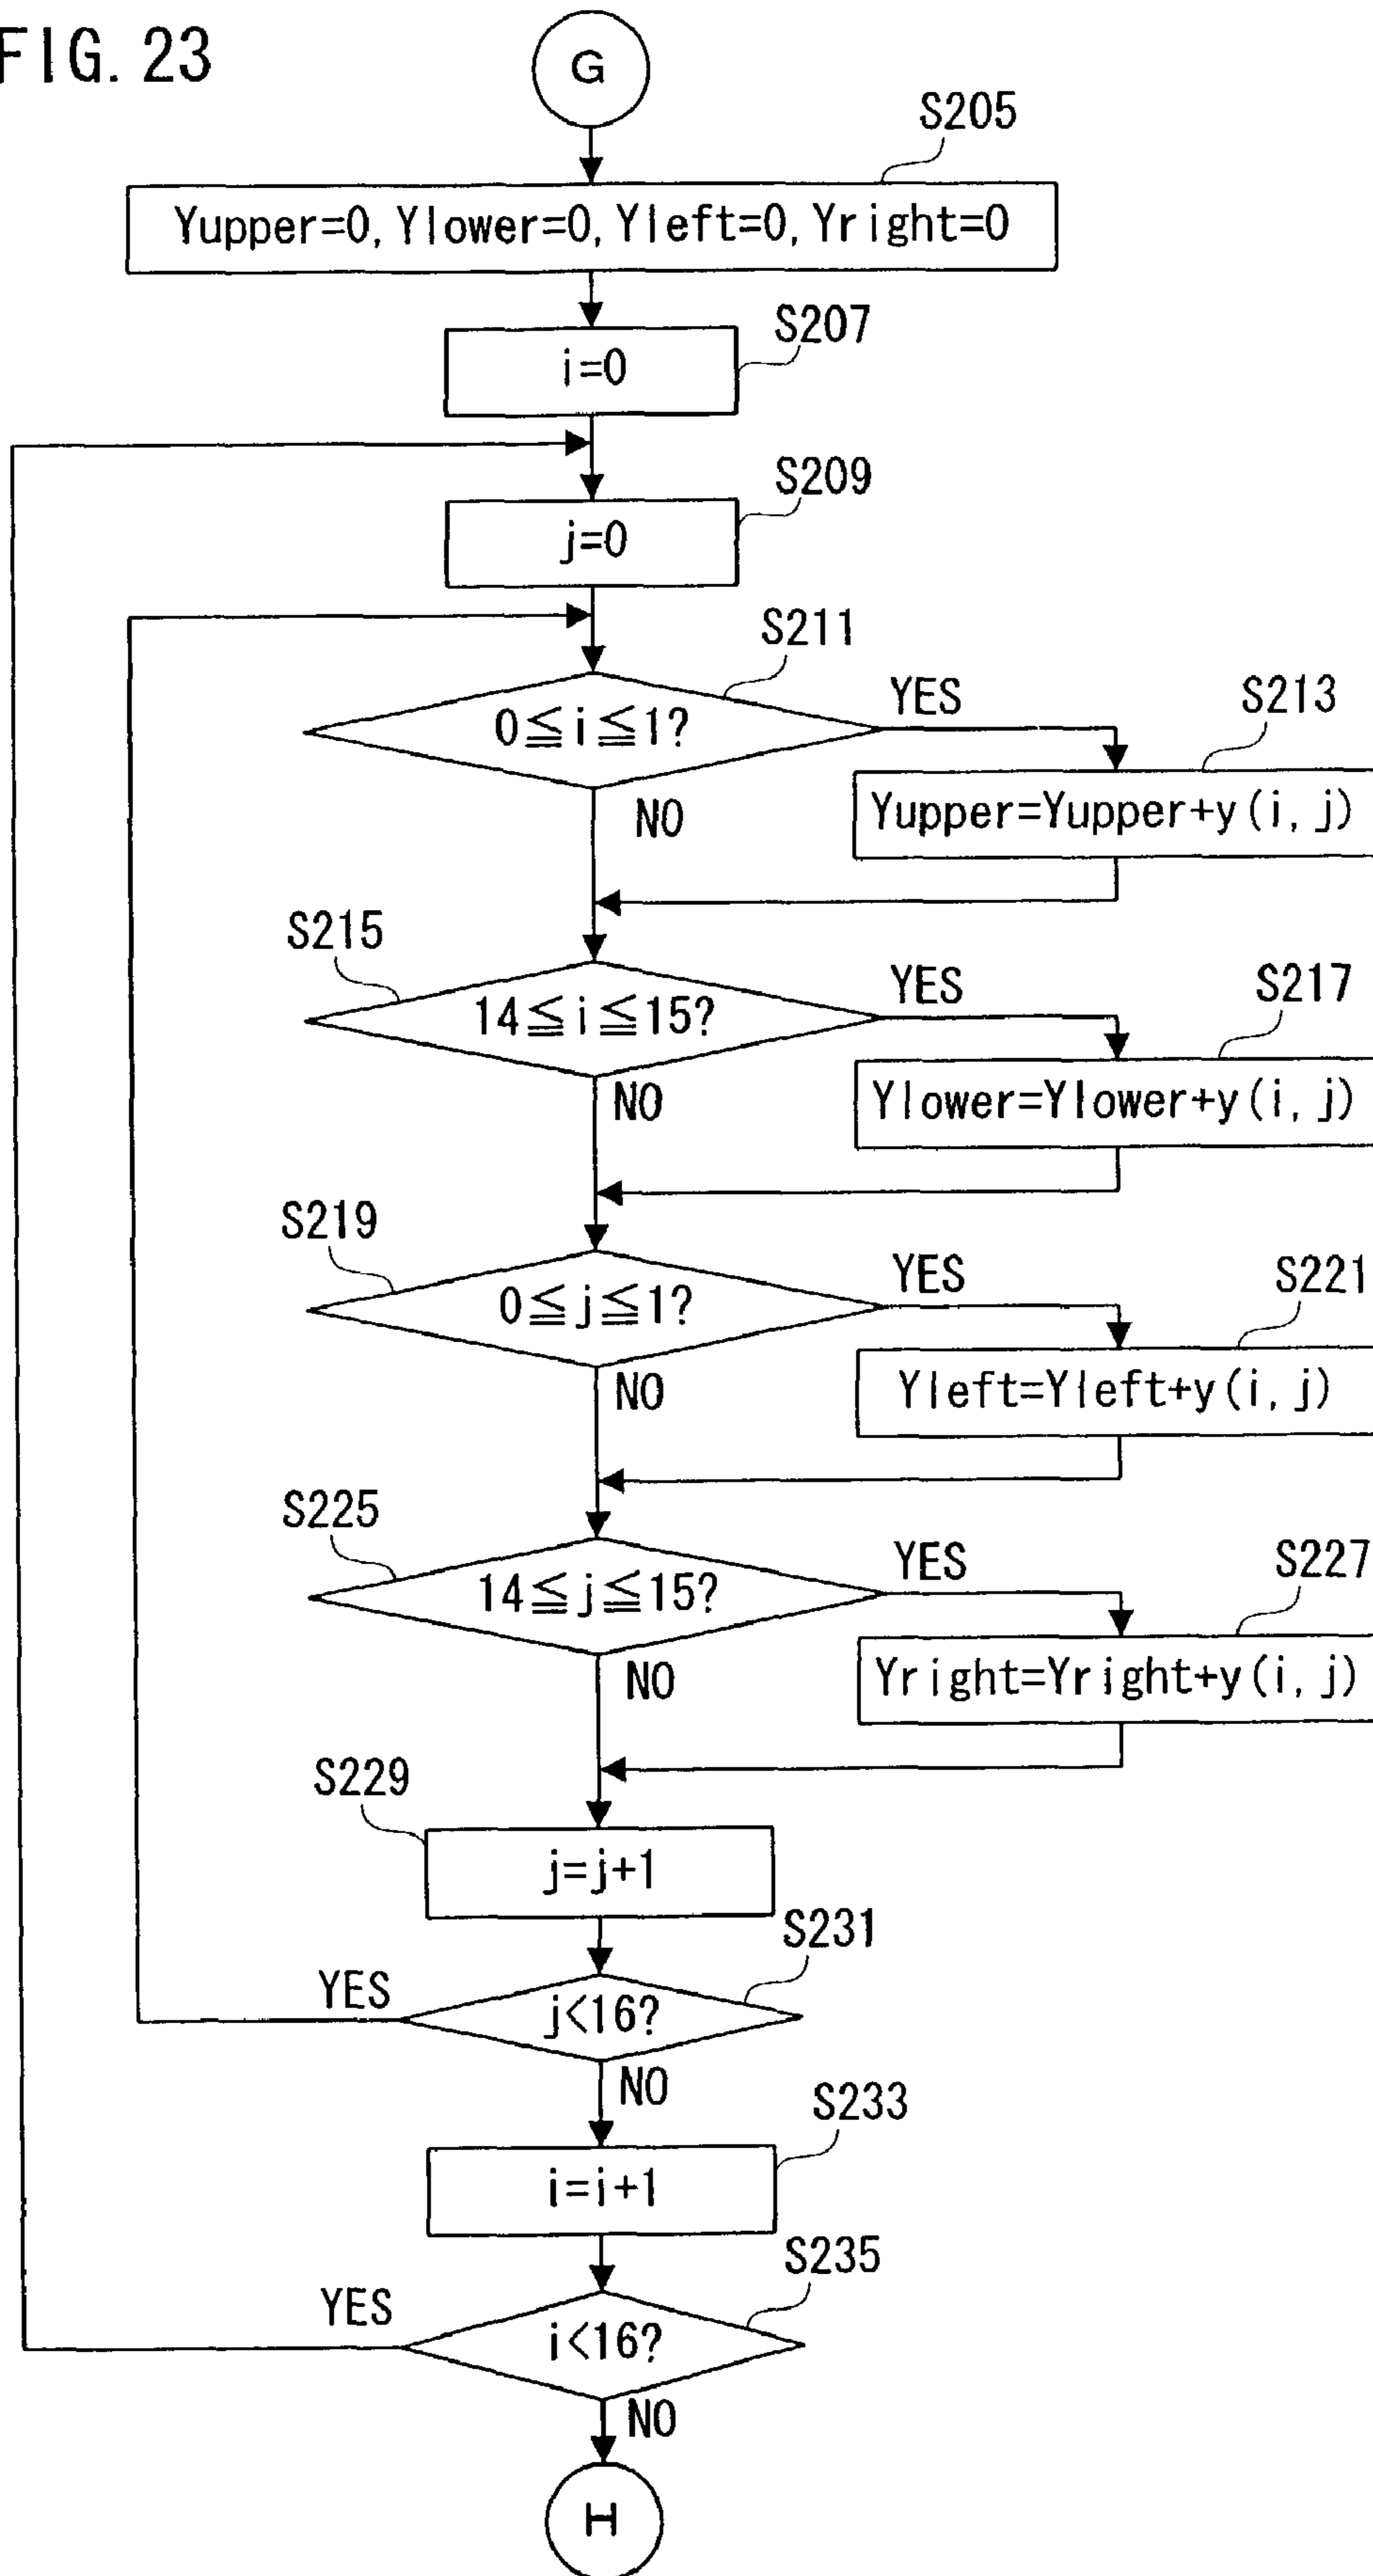 FIG. 23
G
S205
Yupper=0, Ylower=0, Yleft=0, Yright=0
S207
i=0
S209
j=0
S211
0≦i≦1?
YES
S213
Yupper=Yupper+y(i, j)
NO
S215
14≦i≦15?
YES
S217
Ylower=Ylower+y(i, j)
NO
S219
0≦j≦1?
YES
S221
Yleft=Yleft+y(i, j)
NO
S225
14≦j≦15?
YES
S227
Yright=Yright+y(i, j)
NO
S229
j=j+1
S231
YES
j<16?
NO
S233
i=i+1
S235
YES
i<16?
NO
H